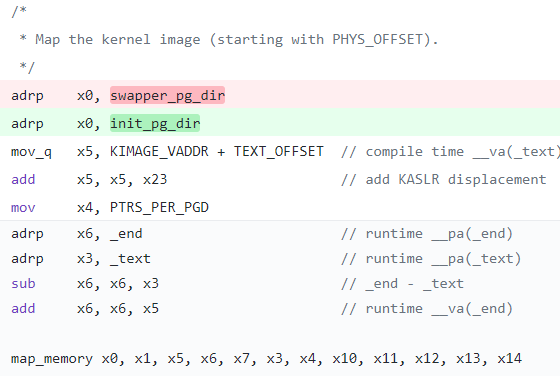 /*
 * Map the kernel image (starting with PHYS_OFFSET).
 */
adrp x0, swapper_pg_dir
adrp x0, init_pg_dir
mov_q x5, KIMAGE_VADDR + TEXT_OFFSET // compile time __va(_text)
add x5, x5, x23 // add KASLR displacement
mov x4, PTRS_PER_PGD
adrp x6, _end // runtime __pa(_end)
adrp x3, _text // runtime __pa(_text)
sub x6, x6, x3 // _end - _text
add x6, x6, x5 // runtime __va(_end)
map_memory x0, x1, x5, x6, x7, x3, x4, x10, x11, x12, x13, x14